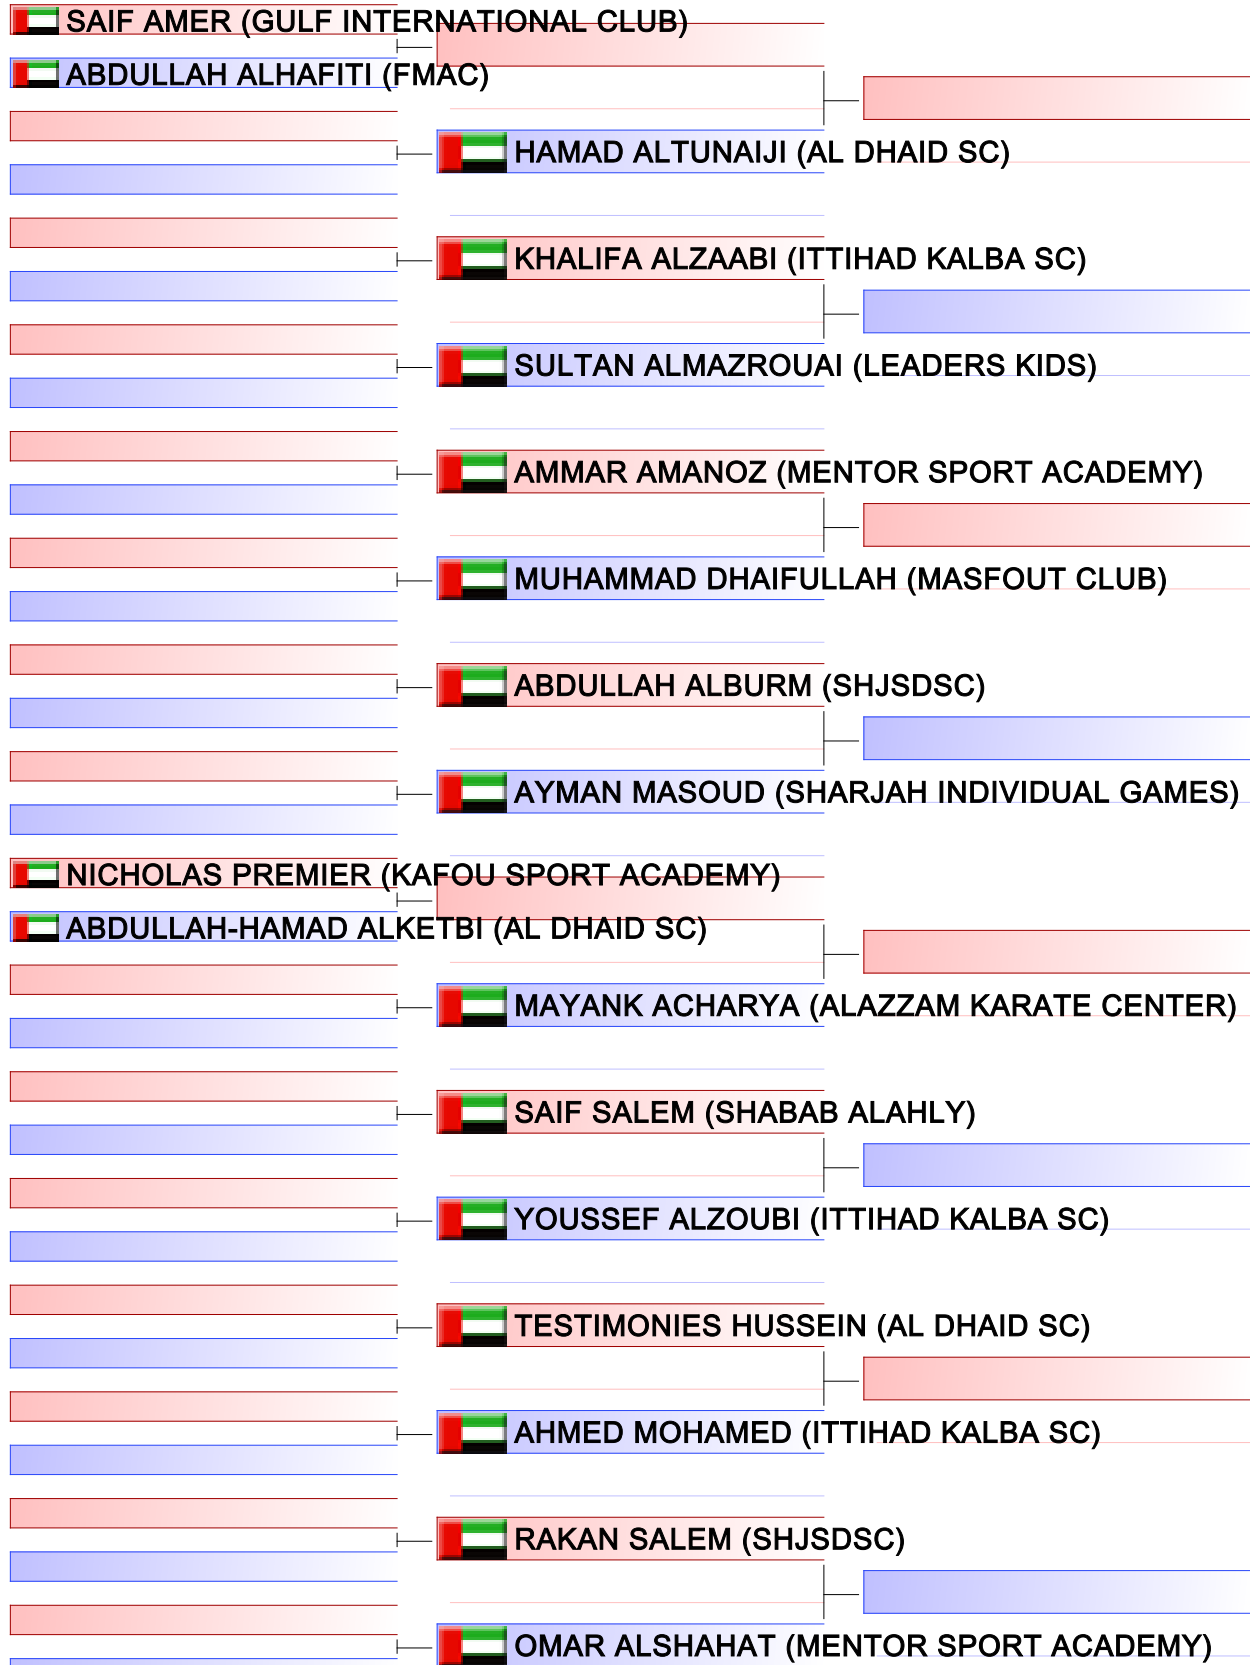 SAIF AMER (GULF INTERNATIONAL CLUB)
ABDULLAH ALHAFITI (FMAC)
HAMAD ALTUNAIJI (AL DHAID SC)
KHALIFA ALZAABI (ITTIHAD KALBA SC)
SULTAN ALMAZROUAI (LEADERS KIDS)
AMMAR AMANOZ (MENTOR SPORT ACADEMY)
MUHAMMAD DHAIFULLAH (MASFOUT CLUB)
ABDULLAH ALBURM (SHJSDSC)
AYMAN MASOUD (SHARJAH INDIVIDUAL GAMES)
NICHOLAS PREMIER (KAFOU SPORT ACADEMY)
ABDULLAH-HAMAD ALKETBI (AL DHAID SC)
MAYANK ACHARYA (ALAZZAM KARATE CENTER)
SAIF SALEM (SHABAB ALAHLY)
YOUSSEF ALZOUBI (ITTIHAD KALBA SC)
TESTIMONIES HUSSEIN (AL DHAID SC)
AHMED MOHAMED (ITTIHAD KALBA SC)
RAKAN SALEM (SHJSDSC)
OMAR ALSHAHAT (MENTOR SPORT ACADEMY)